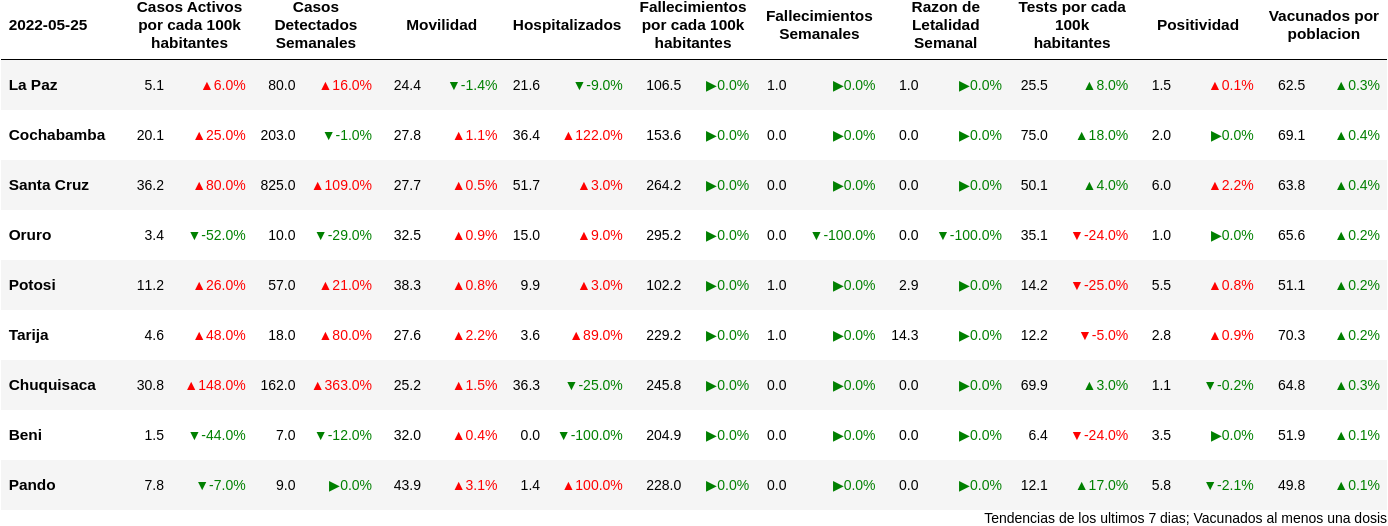 2022-05-25 Casos Activos por cada 100k habitantes Casos Detectados Semanales Movilidad Hospitalizados Fallecimientos por cada 100k habitantes Fallecimientos Semanales Razon de Letalidad Semanal Tests por cada 100k habitantes Positividad Vacunados por poblacion
La Paz 5.1 ▲6.0% 80.0 ▲16.0% 24.4 ▼-1.4% 21.6 ▼-9.0% 106.5 ▶0.0% 1.0 ▶0.0% 1.0 ▶0.0% 25.5 ▲8.0% 1.5 ▲0.1% 62.5 ▲0.3%
Cochabamba 20.1 ▲25.0% 203.0 ▼-1.0% 27.8 ▲1.1% 36.4 ▲122.0% 153.6 ▶0.0% 0.0 ▶0.0% 0.0 ▶0.0% 75.0 ▲18.0% 2.0 ▶0.0% 69.1 ▲0.4%
Santa Cruz 36.2 ▲80.0% 825.0 ▲109.0% 27.7 ▲0.5% 51.7 ▲3.0% 264.2 ▶0.0% 0.0 ▶0.0% 0.0 ▶0.0% 50.1 ▲4.0% 6.0 ▲2.2% 63.8 ▲0.4%
Oruro 3.4 ▼-52.0% 10.0 ▼-29.0% 32.5 ▲0.9% 15.0 ▲9.0% 295.2 ▶0.0% 0.0 ▼-100.0% 0.0 ▼-100.0% 35.1 ▼-24.0% 1.0 ▶0.0% 65.6 ▲0.2%
Potosi 11.2 ▲26.0% 57.0 ▲21.0% 38.3 ▲0.8% 9.9 ▲3.0% 102.2 ▶0.0% 1.0 ▶0.0% 2.9 ▶0.0% 14.2 ▼-25.0% 5.5 ▲0.8% 51.1 ▲0.2%
Tarija 4.6 ▲48.0% 18.0 ▲80.0% 27.6 ▲2.2% 3.6 ▲89.0% 229.2 ▶0.0% 1.0 ▶0.0% 14.3 ▶0.0% 12.2 ▼-5.0% 2.8 ▲0.9% 70.3 ▲0.2%
Chuquisaca 30.8 ▲148.0% 162.0 ▲363.0% 25.2 ▲1.5% 36.3 ▼-25.0% 245.8 ▶0.0% 0.0 ▶0.0% 0.0 ▶0.0% 69.9 ▲3.0% 1.1 ▼-0.2% 64.8 ▲0.3%
Beni 1.5 ▼-44.0% 7.0 ▼-12.0% 32.0 ▲0.4% 0.0 ▼-100.0% 204.9 ▶0.0% 0.0 ▶0.0% 0.0 ▶0.0% 6.4 ▼-24.0% 3.5 ▶0.0% 51.9 ▲0.1%
Pando 7.8 ▼-7.0% 9.0 ▶0.0% 43.9 ▲3.1% 1.4 ▲100.0% 228.0 ▶0.0% 0.0 ▶0.0% 0.0 ▶0.0% 12.1 ▲17.0% 5.8 ▼-2.1% 49.8 ▲0.1%
Tendencias de los ultimos 7 dias; Vacunados al menos una dosis